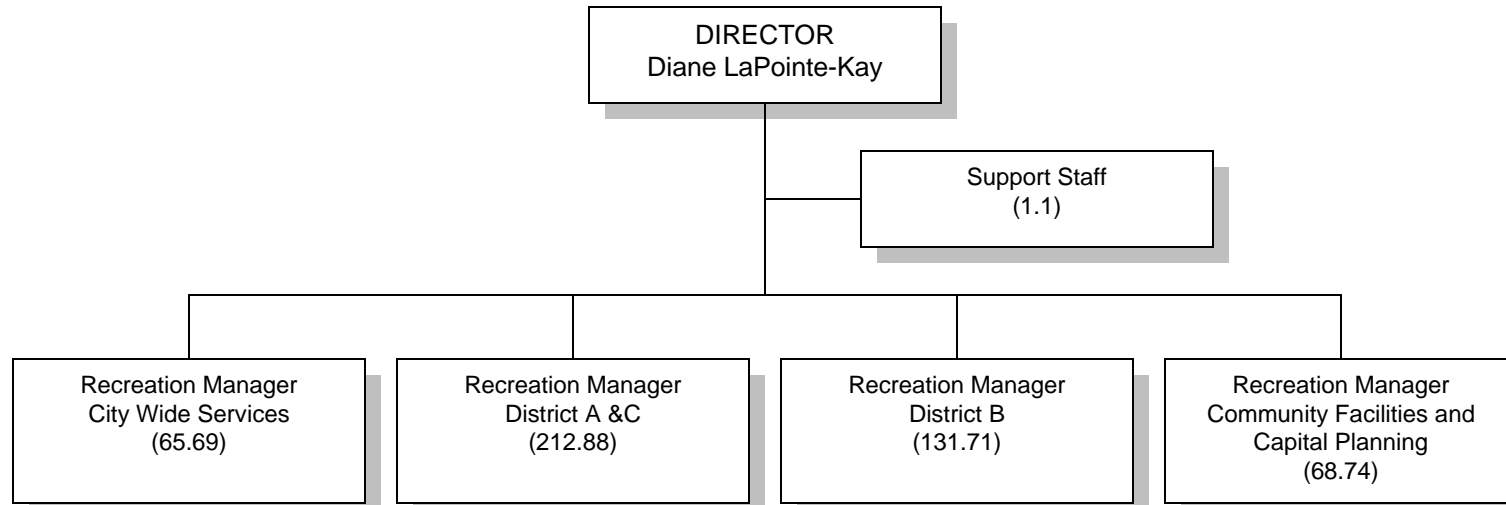 DIRECTOR
Diane LaPointe-Kay
Support Staff
(1.1)
Recreation Manager
City Wide Services
(65.69)
Recreation Manager
District A &C
(212.88)
Recreation Manager
District B
(131.71)
Recreation Manager
Community Facilities and
Capital Planning
(68.74)